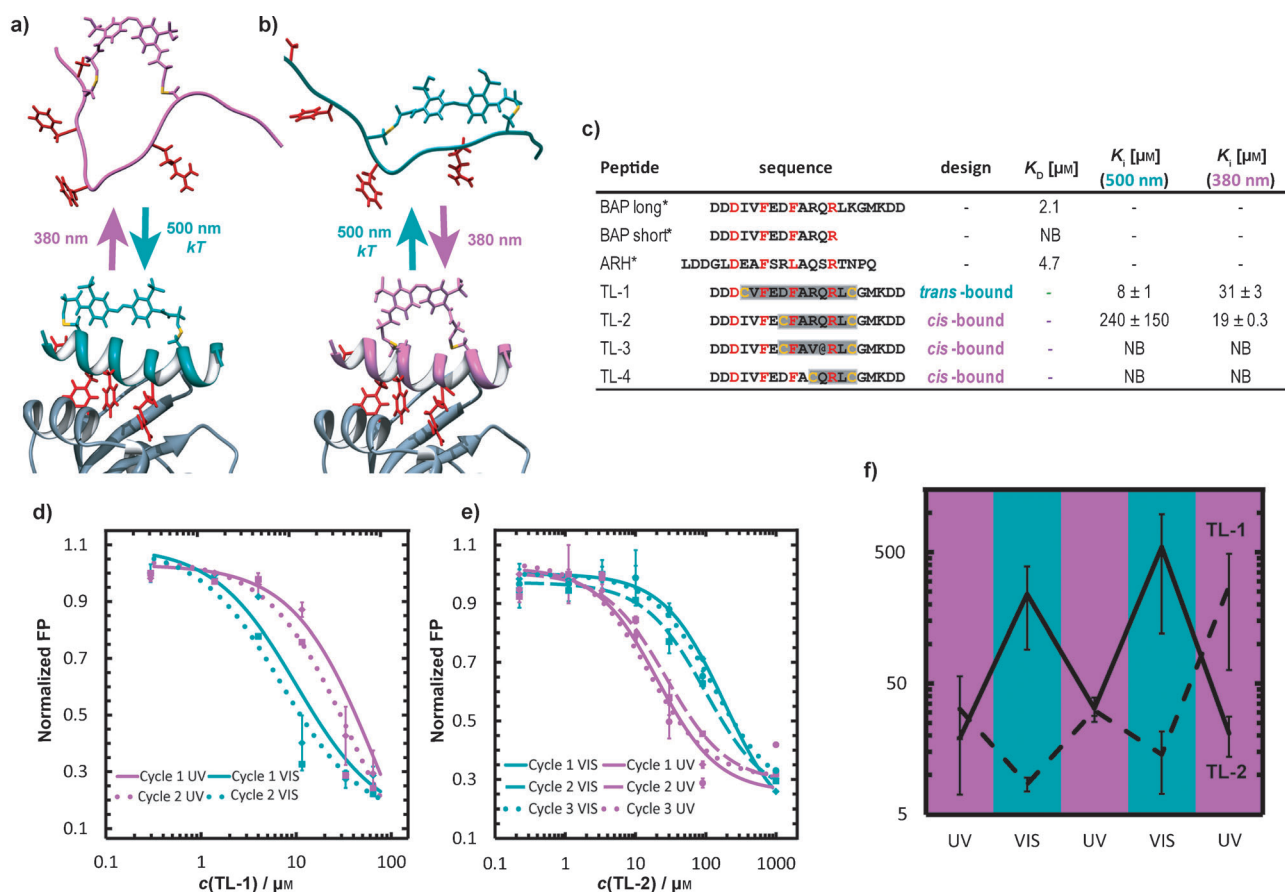 a)
b)
380 nm
500 nm
kT
500 nm
kT
380 nm
c)
Peptide sequence design K_D [μM] K_i [μM] (500 nm) K_i [μM] (380 nm)
BAP long* DDDIVFEDFARQRLKGMKDD - 2.1 - -
BAP short* DDDIVFEDFARQR - NB - -
ARH* LDDGLDEAFSRLAQSRTNPQ - 4.7 - -
TL-1 DDDCVFEDFARQRLCGMKDD trans-bound - 8 ± 1 31 ± 3
TL-2 DDDIVFECFARQRLCGMKDD cis-bound - 240 ± 150 19 ± 0.3
TL-3 DDDIVFECFAV@RLCGMKDD cis-bound NB NB
TL-4 DDDIVFEDFACQRLCGMKDD cis-bound - NB NB
d)
Normalized FP
1.1
0.9
0.7
0.5
0.3
0.1
Cycle 1 UV Cycle 1 VIS
Cycle 2 UV Cycle 2 VIS
0.1 1 10 100
c(TL-1) / μM
e)
Normalized FP
1.1
0.9
0.7
0.5
0.3
0.1
Cycle 1 VIS Cycle 1 UV
Cycle 2 VIS Cycle 2 UV
Cycle 3 VIS Cycle 3 UV
0.1 1 10 100 1000
c(TL-2) / μM
f)
500
50
5
TL-1
TL-2
UV VIS UV VIS UV